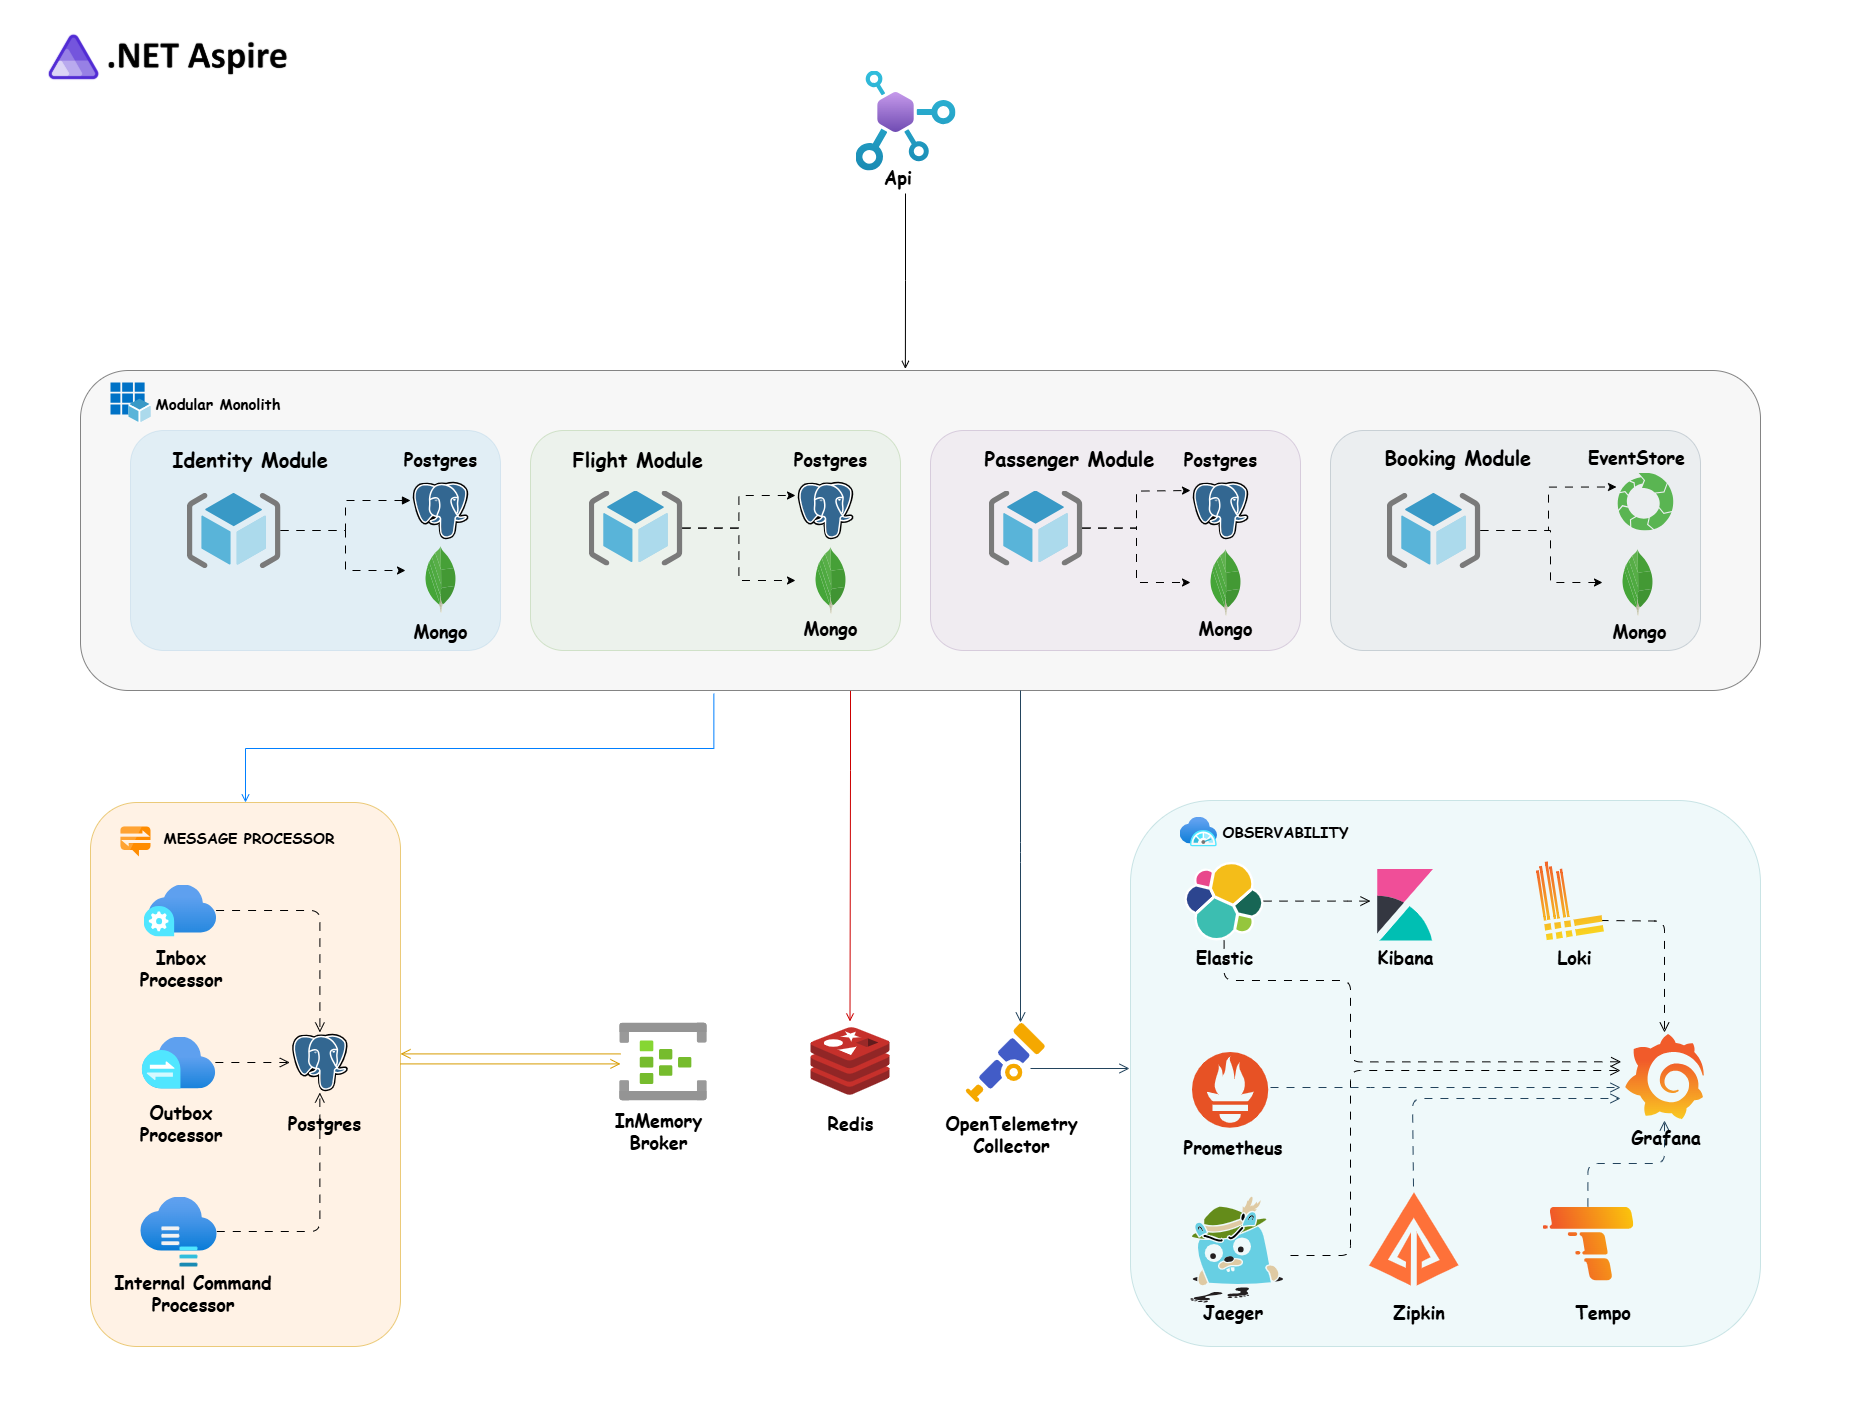 .NET Aspire
Api
Modular Monolith
Identity Module
Postgres
Mongo
Flight Module
Postgres
Mongo
Passenger Module
Postgres
Mongo
Booking Module
EventStore
Mongo
MESSAGE PROCESSOR
Inbox
Processor
Outbox
Processor
Postgres
Internal Command
Processor
InMemory
Broker
Redis
OpenTelemetry
Collector
OBSERVABILITY
Elastic
Kibana
Loki
Prometheus
Grafana
Jaeger
Zipkin
Tempo